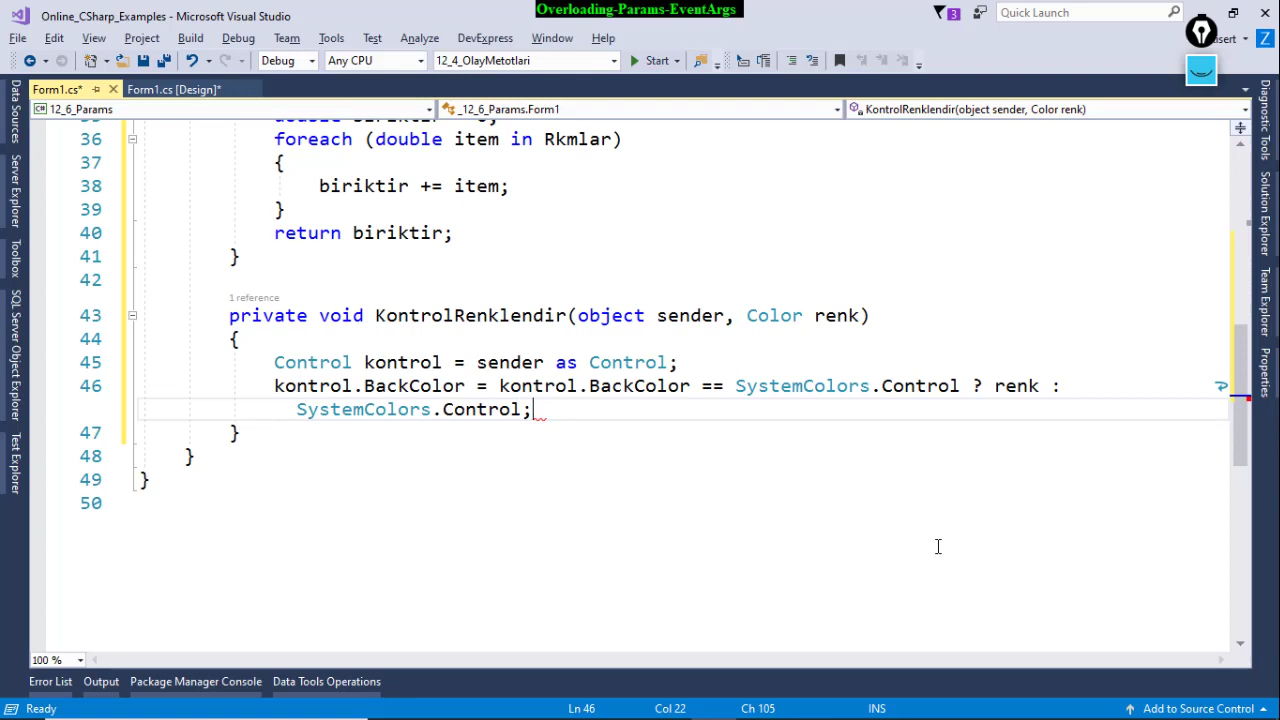 Overloading-Params-EventArgs
Online_CSharp_Examples - Microsoft Visual Studio
3
Quick Launch
File Edit View Project Build Debug Team Tools Test Analyze DevExpress Window Help
Z
Debug Any CPU 12_4_OlayMetotlari Start
Form1.cs* Form1.cs [Design]*
12_6_Params _12_6_Params.Form1 KontrolRenklendir(object sender, Color renk)
Data Sources
Server Explorer
Toolbox
SQL Server Object Explorer
Test Explorer
36 foreach (double item in Rkmlar)
37 {
38 biriktir += item;
39 }
40 return biriktir;
41 }
42
1 reference
43 private void KontrolRenklendir(object sender, Color renk)
44 {
45 Control kontrol = sender as Control;
46 kontrol.BackColor = kontrol.BackColor == SystemColors.Control ? renk :
SystemColors.Control;
47 }
48 }
49 }
50
Diagnostic Tools
Solution Explorer
Team Explorer
Properties
100 %
Error List Output Package Manager Console Data Tools Operations
Ready Ln 46 Col 22 Ch 105 INS Add to Source Control